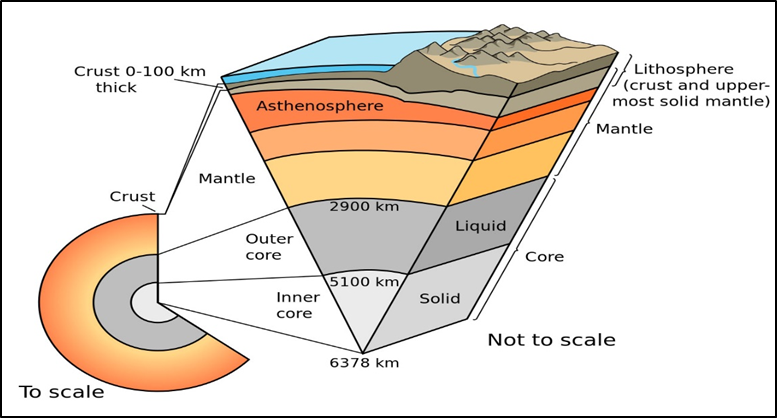 Crust 0-100 km
thick
Asthenosphere
Lithosphere
(crust and upper-
most solid mantle)
Mantle
Mantle
Crust
2900 km
Liquid
Outer
core
Core
5100 km
Inner
core
Solid
Not to scale
6378 km
To scale